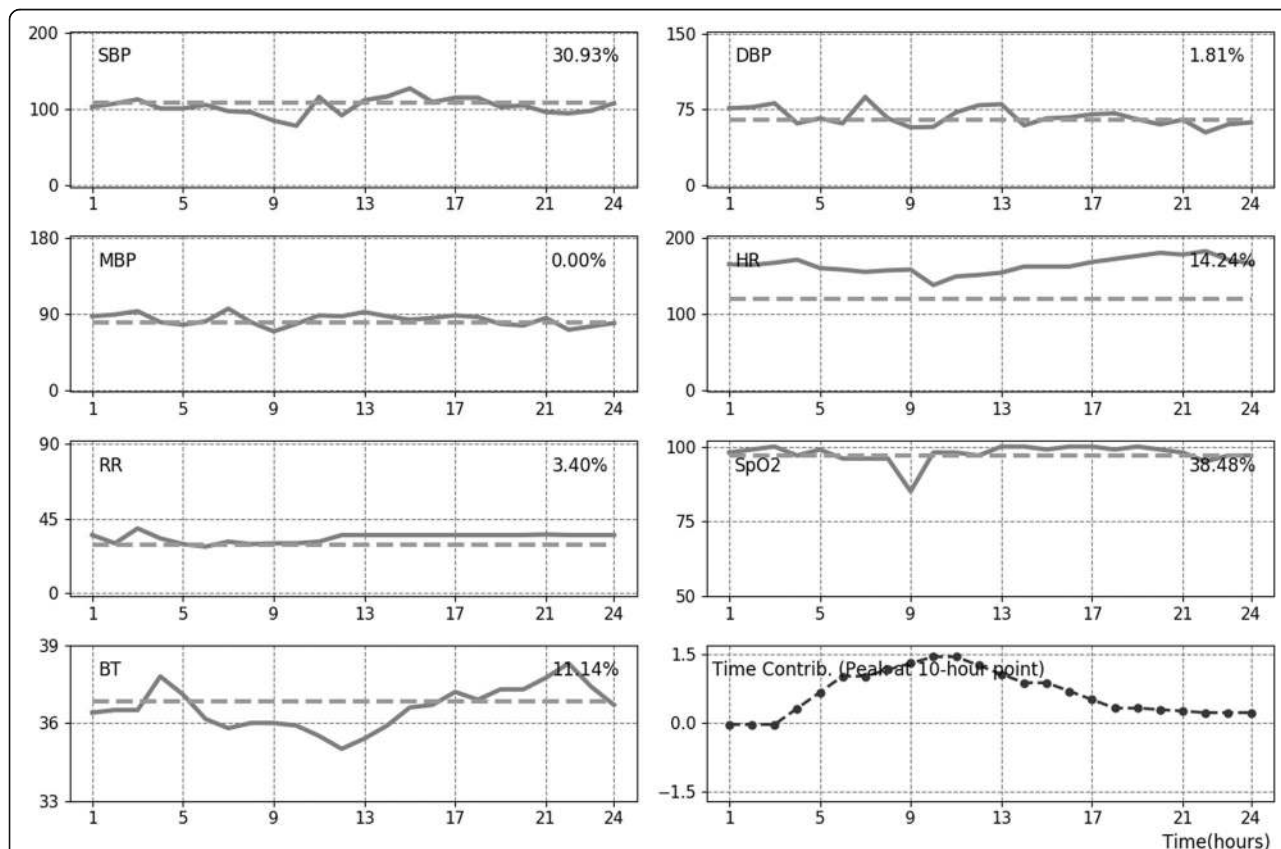 200
SBP
30.93%
100
0
1 5 9 13 17 21 24
150
DBP
1.81%
75
0
1 5 9 13 17 21 24
180
MBP
0.00%
90
0
1 5 9 13 17 21 24
200
HR
14.24%
100
0
1 5 9 13 17 21 24
90
RR
3.40%
45
0
1 5 9 13 17 21 24
100
SpO2
38.48%
75
50
1 5 9 13 17 21 24
39
BT
11.14%
36
33
1 5 9 13 17 21 24
1.5
Time Contrib. (Peak at 10-hour point)
0.0
−1.5
1 5 9 13 17 21 24
Time(hours)